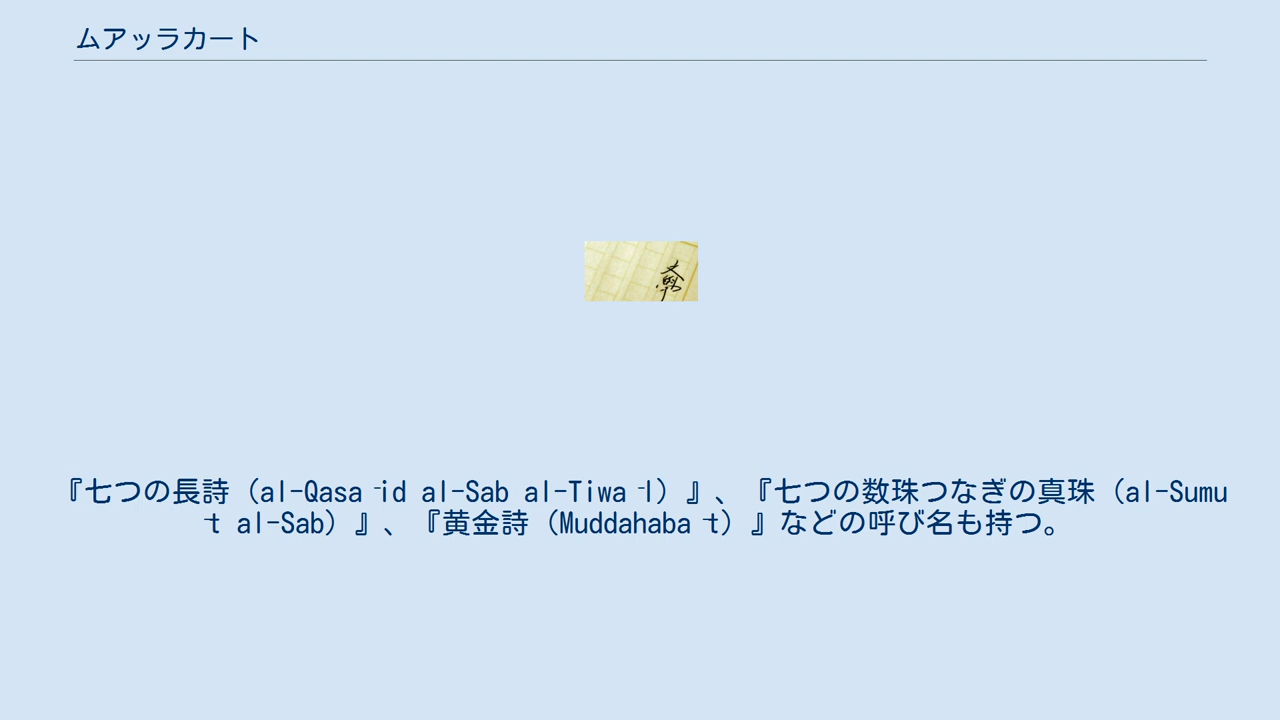 ムアッラカート
『七つの長詩（al-Qasa ̄id al-Sab al-Tiwa ̄l）』、『七つの数珠つなぎの真珠（al-Sumu
̄t al-Sab）』、『黄金詩（Muddahaba ̄t）』などの呼び名も持つ。